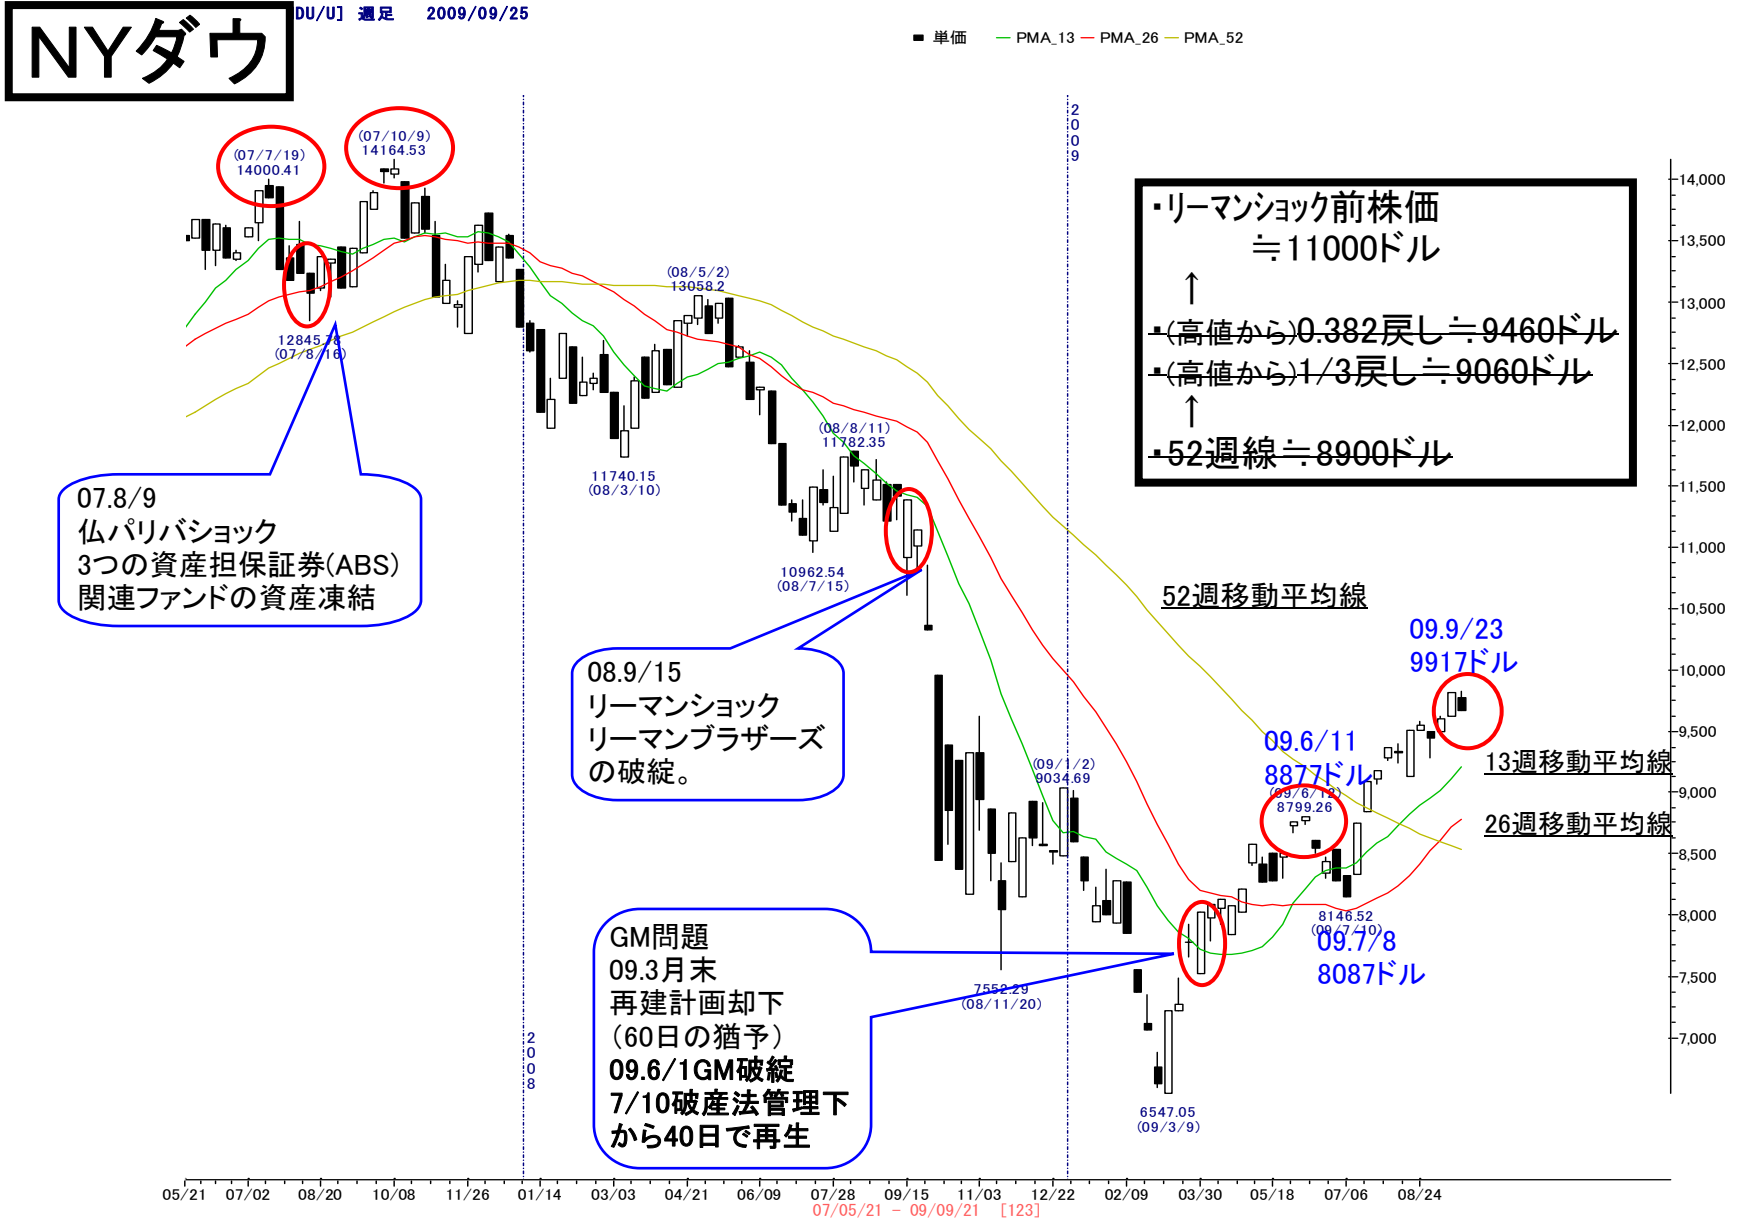 NYダウ
DU/U] 週足 2009/09/25
■ 単価 PMA_13 PMA_26 PMA_52
2009
(07/7/19)
14000.41
(07/10/9)
14164.53
14,000
13,500
13,000
12,500
12,000
11,500
11,000
10,500
10,000
9,500
9,000
8,500
8,000
7,500
7,000
・リーマンショック前株価
≒11000ドル
↑
・(高値から)0.382戻し≒9460ドル
・(高値から)1/3戻し≒9060ドル
↑
・52週線≒8900ドル
(08/5/2)
13058.2
12845.78
(07/8/16)
(08/8/11)
11782.35
11740.15
(08/3/10)
07.8/9
仏パリバショック
3つの資産担保証券(ABS)
関連ファンドの資産凍結
10962.54
(08/7/15)
52週移動平均線
09.9/23
9917ドル
08.9/15
リーマンショック
リーマンブラザーズ
の破綻。
(09/1/2)
9034.69
09.6/11
8877ドル
(09/6/12)
8799.26
13週移動平均線
26週移動平均線
8146.52
(09/7/10)
09.7/8
8087ドル
GM問題
09.3月末
再建計画却下
(60日の猶予)
09.6/1GM破綻
7/10破産法管理下
から40日で再生
7552.29
(08/11/20)
2008
6547.05
(09/3/9)
05/21 07/02 08/20 10/08 11/26 01/14 03/03 04/21 06/09 07/28 09/15 11/03 12/22 02/09 03/30 05/18 07/06 08/24
07/05/21 - 09/09/21 [123]